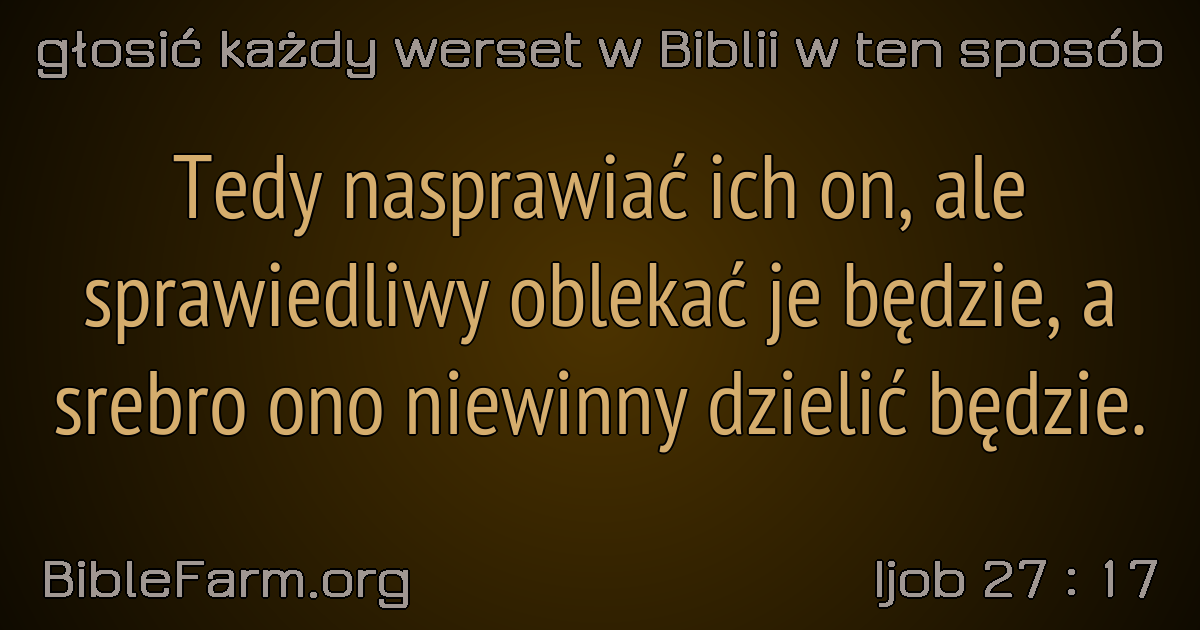 głosić każdy werset w Biblii w ten sposób
Tedy nasprawiać ich on, ale
sprawiedliwy oblekać je będzie, a
srebro ono niewinny dzielić będzie.
BibleFarm.org
Ijob 27 : 17